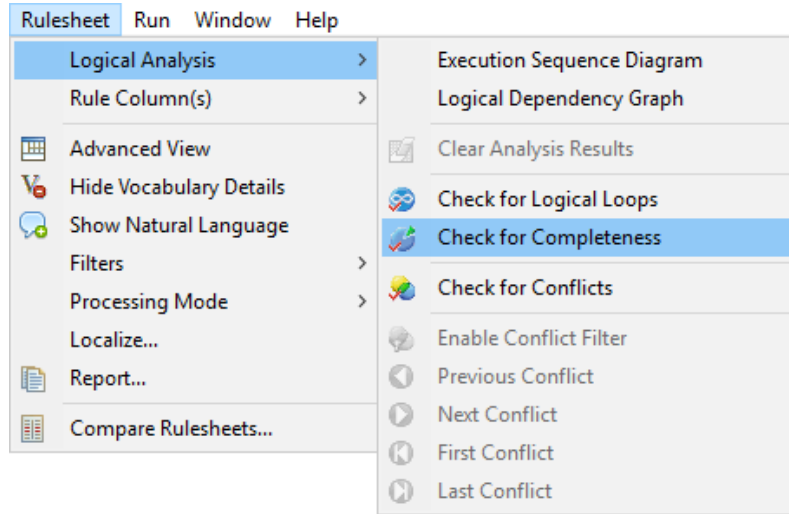 Rulesheet Run Window Help
Logical Analysis
Rule Column(s)
Advanced View
Hide Vocabulary Details
Show Natural Language
Filters
Processing Mode
Localize...
Report...
Compare Rulesheets...
Execution Sequence Diagram
Logical Dependency Graph
Clear Analysis Results
Check for Logical Loops
Check for Completeness
Check for Conflicts
Enable Conflict Filter
Previous Conflict
Next Conflict
First Conflict
Last Conflict